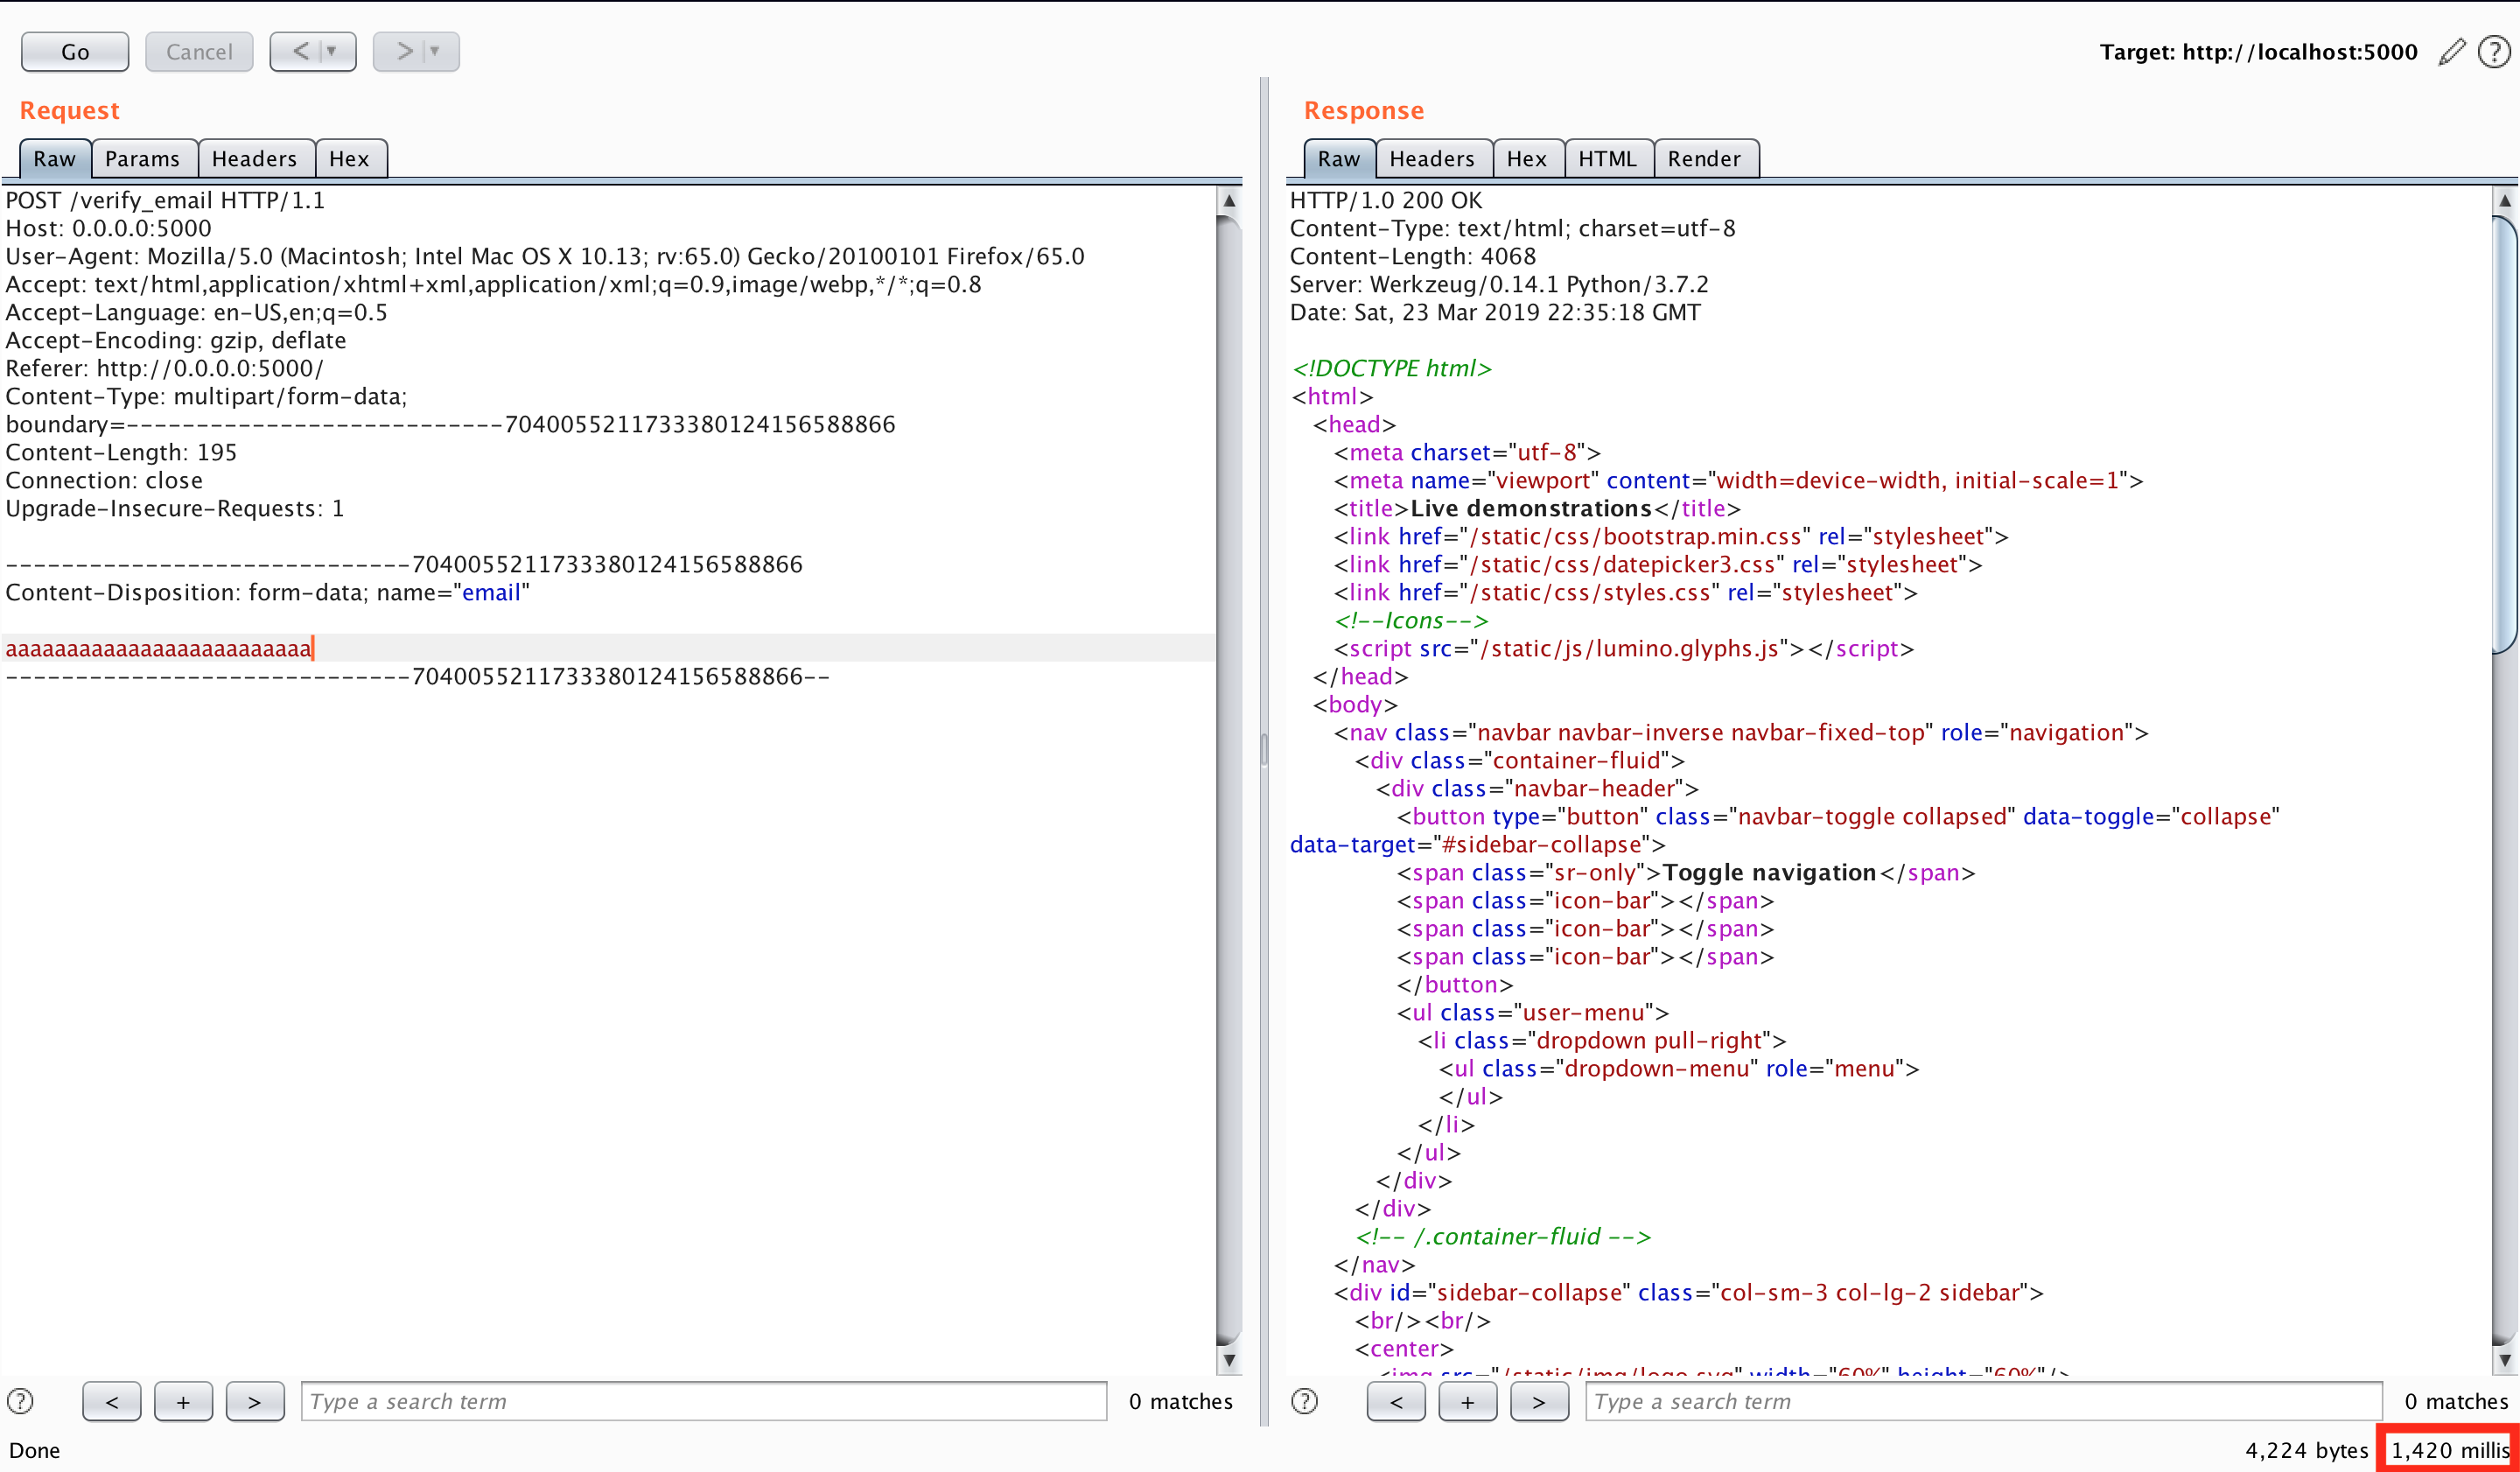 Go Cancel < > Target: http://localhost:5000 ?
Request
Raw Params Headers Hex
POST /verify_email HTTP/1.1
Host: 0.0.0.0:5000
User-Agent: Mozilla/5.0 (Macintosh; Intel Mac OS X 10.13; rv:65.0) Gecko/20100101 Firefox/65.0
Accept: text/html,application/xhtml+xml,application/xml;q=0.9,image/webp,*/*;q=0.8
Accept-Language: en-US,en;q=0.5
Accept-Encoding: gzip, deflate
Referer: http://0.0.0.0:5000/
Content-Type: multipart/form-data;
boundary=---------------------------7040055211733380124156588866
Content-Length: 195
Connection: close
Upgrade-Insecure-Requests: 1
-----------------------------7040055211733380124156588866
Content-Disposition: form-data; name="email"
aaaaaaaaaaaaaaaaaaaaaaaaa
-----------------------------7040055211733380124156588866--
? < + > Type a search term 0 matches
Done
Response
Raw Headers Hex HTML Render
HTTP/1.0 200 OK
Content-Type: text/html; charset=utf-8
Content-Length: 4068
Server: Werkzeug/0.14.1 Python/3.7.2
Date: Sat, 23 Mar 2019 22:35:18 GMT
<!DOCTYPE html>
<html>
<head>
<meta charset="utf-8">
<meta name="viewport" content="width=device-width, initial-scale=1">
<title>Live demonstrations</title>
<link href="/static/css/bootstrap.min.css" rel="stylesheet">
<link href="/static/css/datepicker3.css" rel="stylesheet">
<link href="/static/css/styles.css" rel="stylesheet">
<!--Icons-->
<script src="/static/js/lumino.glyphs.js"></script>
</head>
<body>
<nav class="navbar navbar-inverse navbar-fixed-top" role="navigation">
<div class="container-fluid">
<div class="navbar-header">
<button type="button" class="navbar-toggle collapsed" data-toggle="collapse"
data-target="#sidebar-collapse">
<span class="sr-only">Toggle navigation</span>
<span class="icon-bar"></span>
<span class="icon-bar"></span>
<span class="icon-bar"></span>
</button>
<ul class="user-menu">
<li class="dropdown pull-right">
<ul class="dropdown-menu" role="menu">
</ul>
</li>
</ul>
</div>
</div>
<!-- /.container-fluid -->
</nav>
<div id="sidebar-collapse" class="col-sm-3 col-lg-2 sidebar">
<br/><br/>
<center>
<img src="/static/img/logo.svg" width="60%" height="60%"/>
? < + > Type a search term 0 matches
4,224 bytes 1,420 millis